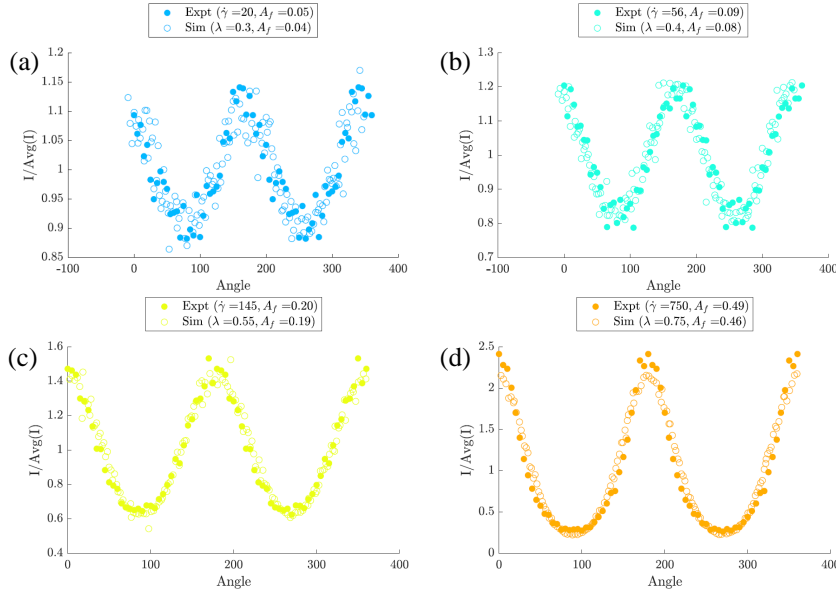 Expt (γ̇ =20, A_f =0.05)
Sim (λ =0.3, A_f =0.04)
(a)
1.2
1.15
1.1
1.05
1
0.95
0.9
0.85
I/Avg(I)
-100 0 100 200 300 400
Angle
Expt (γ̇ =56, A_f =0.09)
Sim (λ =0.4, A_f =0.08)
(b)
1.3
1.2
1.1
1
0.9
0.8
0.7
I/Avg(I)
-100 0 100 200 300 400
Angle
Expt (γ̇ =145, A_f =0.20)
Sim (λ =0.55, A_f =0.19)
(c)
1.6
1.4
1.2
1
0.8
0.6
0.4
I/Avg(I)
0 100 200 300 400
Angle
Expt (γ̇ =750, A_f =0.49)
Sim (λ =0.75, A_f =0.46)
(d)
2.5
2
1.5
1
0.5
0
I/Avg(I)
0 100 200 300 400
Angle